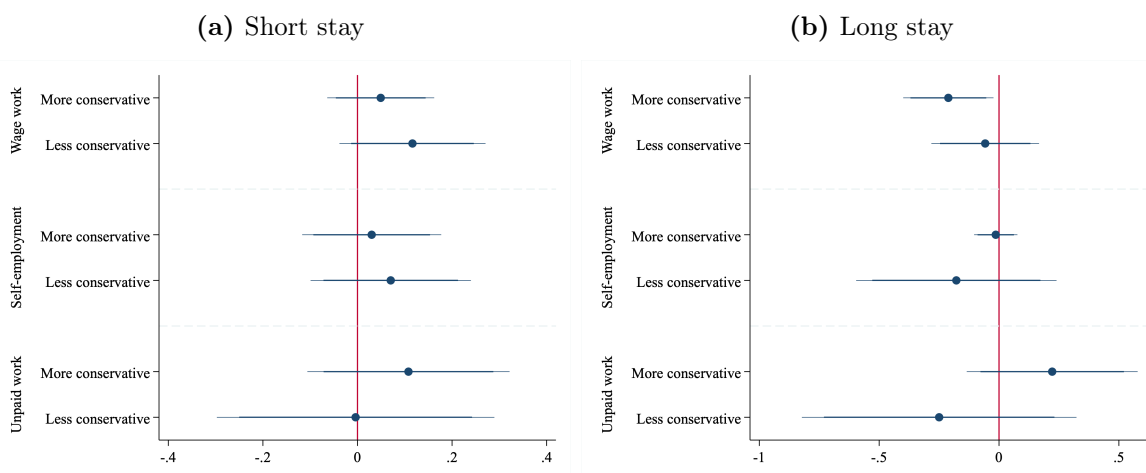 (a) Short stay
Wage work
More conservative
Less conservative
Self-employment
More conservative
Less conservative
Unpaid work
More conservative
Less conservative
-.4 -.2 0 .2 .4
(b) Long stay
Wage work
More conservative
Less conservative
Self-employment
More conservative
Less conservative
Unpaid work
More conservative
Less conservative
-1 -.5 0 .5